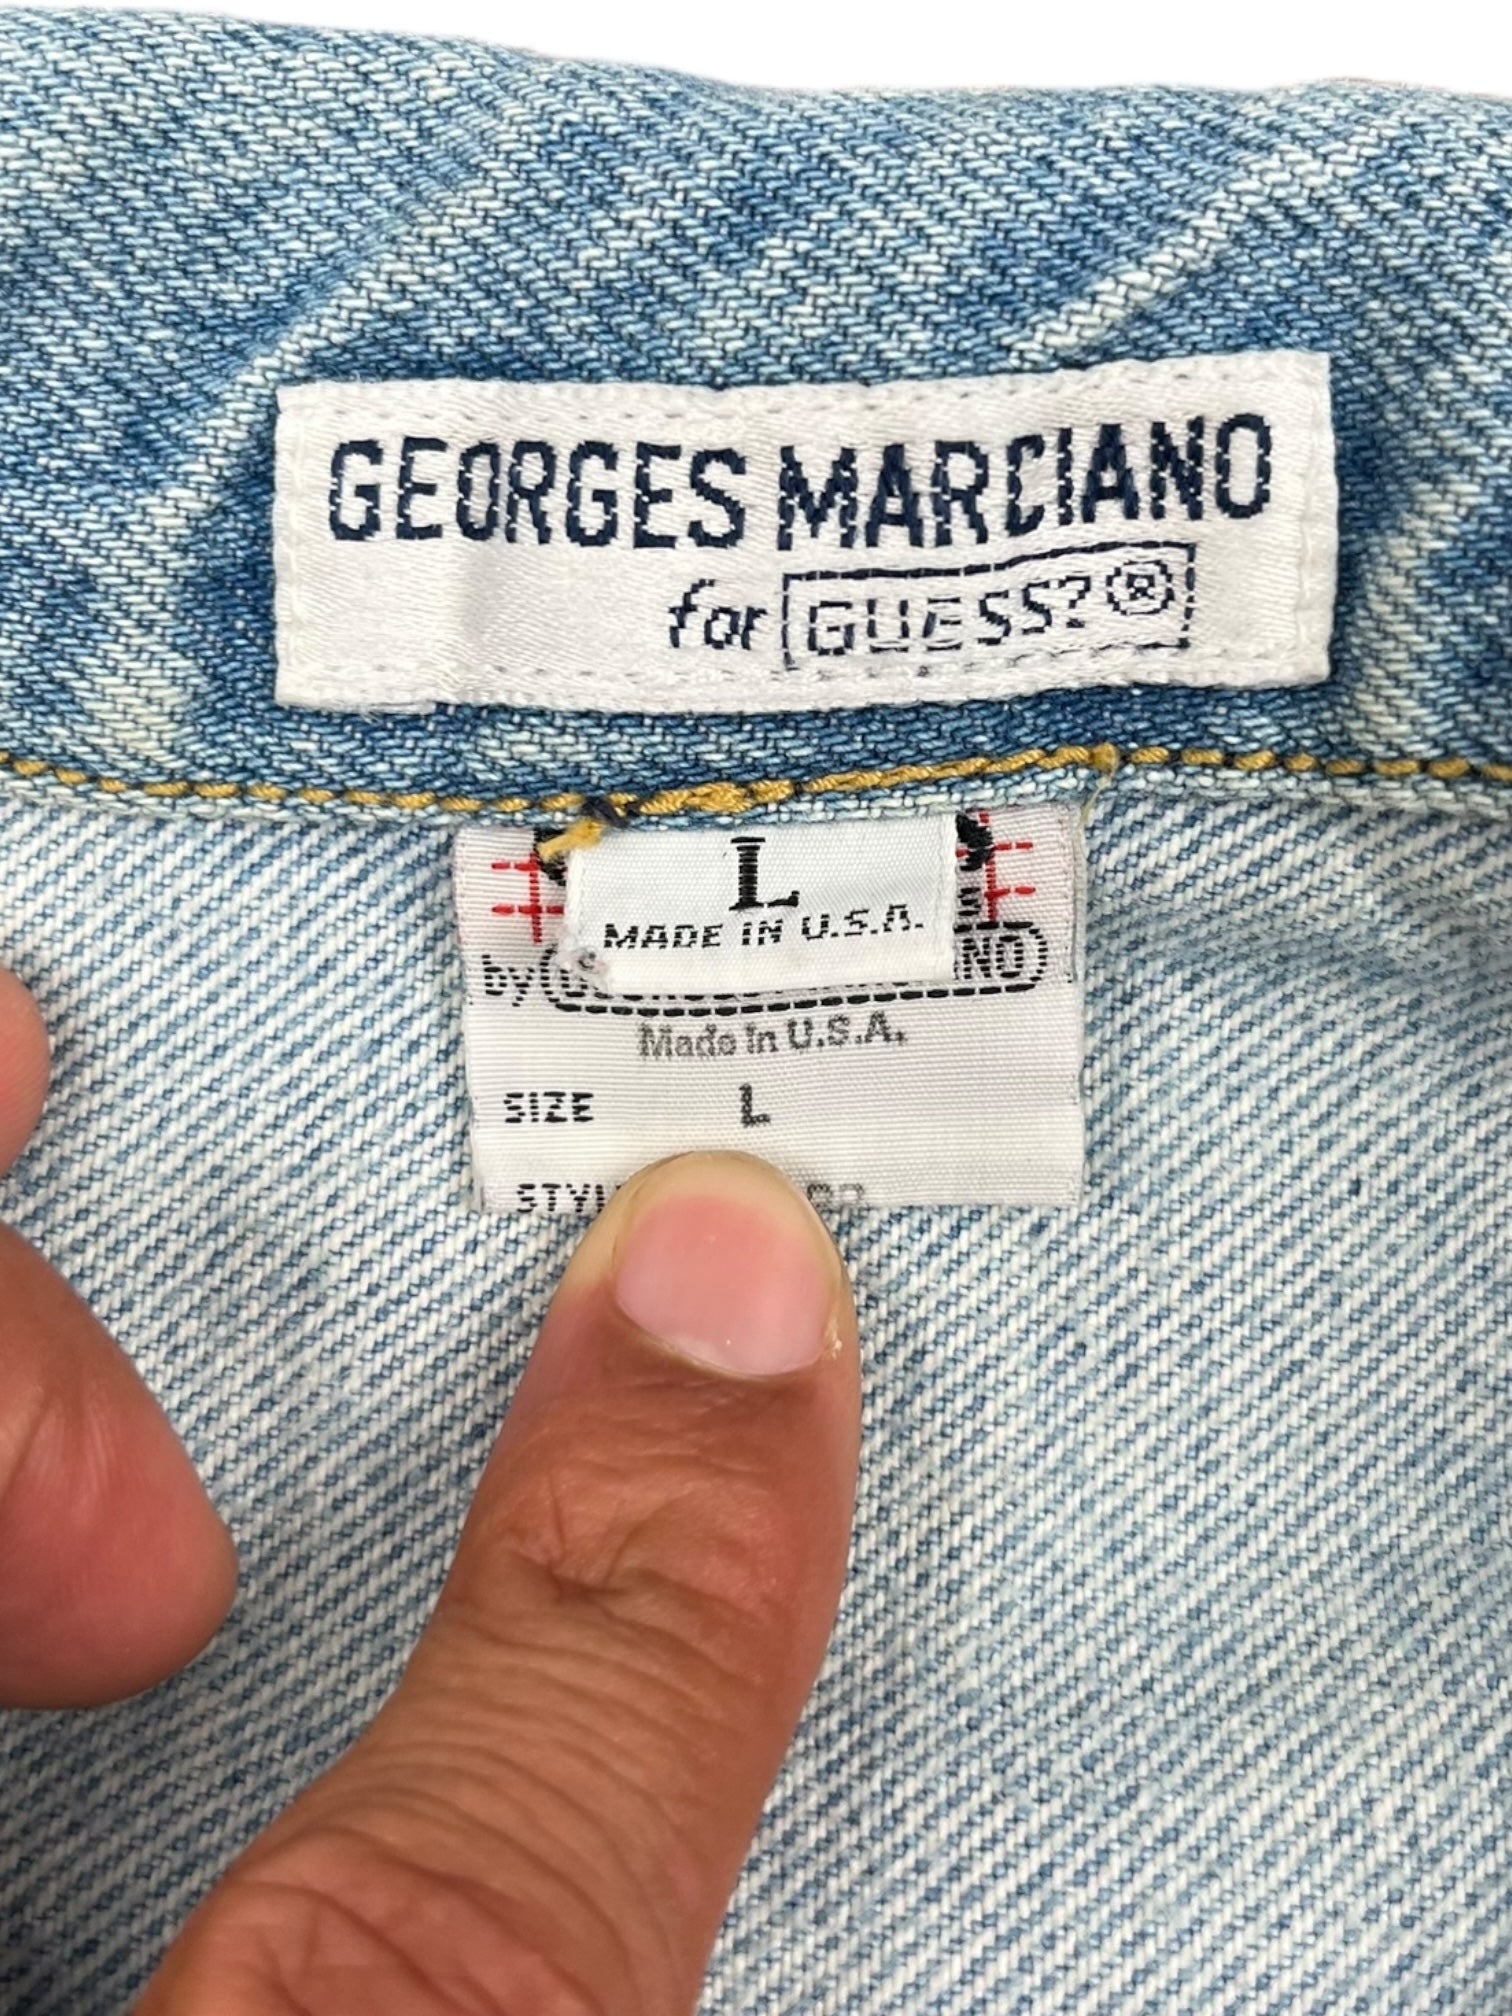 GEORGES MARCIANO
for GUESS?®
L
MADE IN U.S.A.
by
Made in U.S.A.
SIZE L